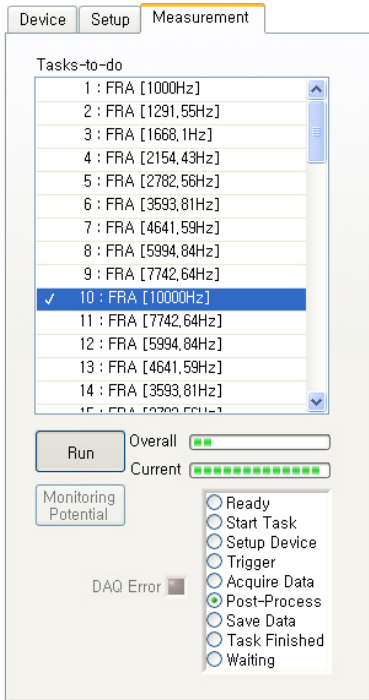 Device Setup Measurement
Tasks-to-do
1 : FRA [1000Hz]
2 : FRA [1291,55Hz]
3 : FRA [1668,1Hz]
4 : FRA [2154,43Hz]
5 : FRA [2782,56Hz]
6 : FRA [3593,81Hz]
7 : FRA [4641,59Hz]
8 : FRA [5994,84Hz]
9 : FRA [7742,64Hz]
✓ 10 : FRA [10000Hz]
11 : FRA [7742,64Hz]
12 : FRA [5994,84Hz]
13 : FRA [4641,59Hz]
14 : FRA [3593,81Hz]
15 : FRA [2782,56Hz]
Run
Overall
Current
Monitoring
Potential
DAQ Error
Ready
Start Task
Setup Device
Trigger
Acquire Data
Post-Process
Save Data
Task Finished
Waiting